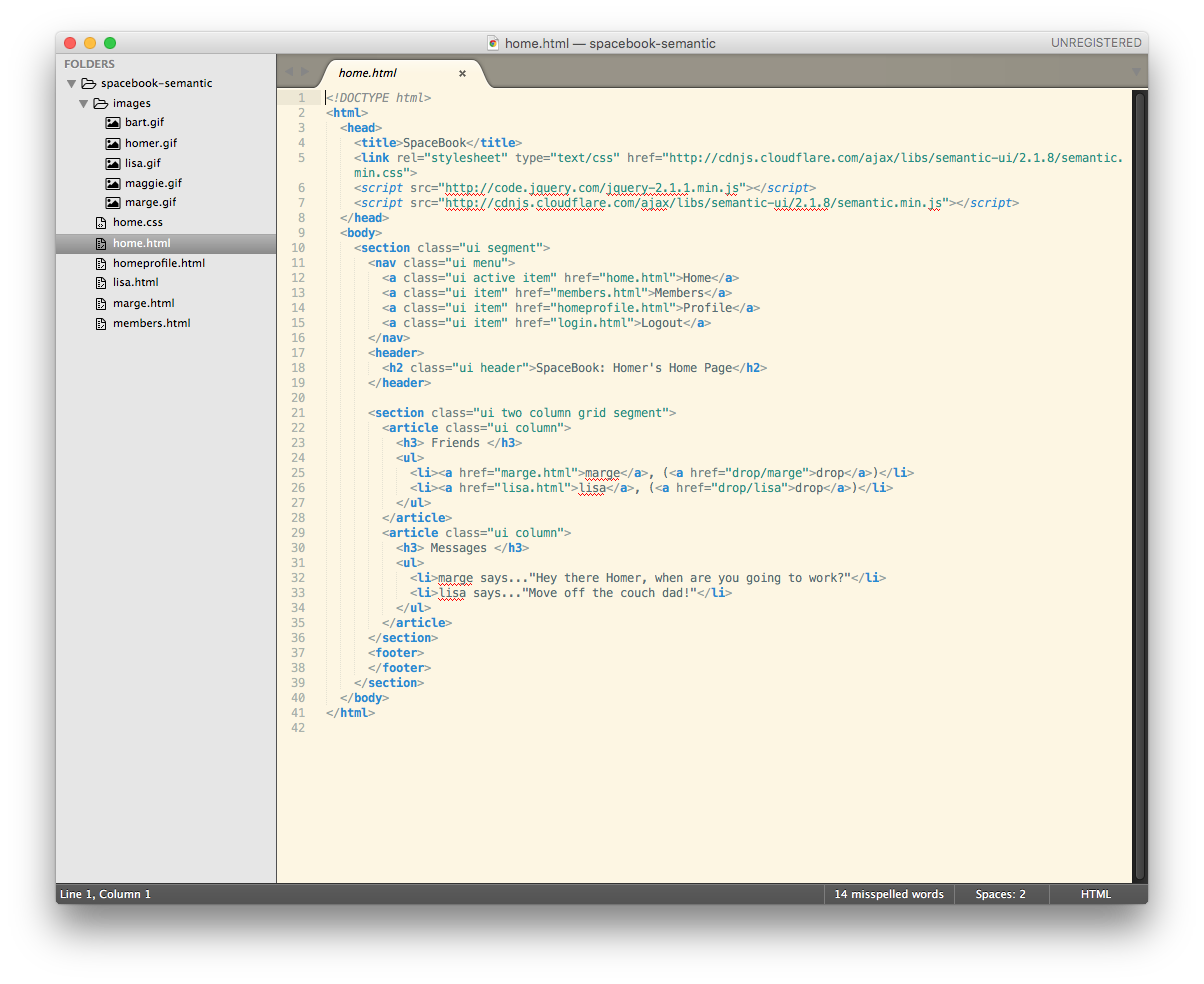 home.html — spacebook-semantic
UNREGISTERED
FOLDERS
spacebook-semantic
images
bart.gif
homer.gif
lisa.gif
maggie.gif
marge.gif
home.css
home.html
homeprofile.html
lisa.html
marge.html
members.html
home.html ×
1 <!DOCTYPE html>
2 <html>
3   <head>
4     <title>SpaceBook</title>
5     <link rel="stylesheet" type="text/css" href="http://cdnjs.cloudflare.com/ajax/libs/semantic-ui/2.1.8/semantic.
min.css">
6     <script src="http://code.jquery.com/jquery-2.1.1.min.js"></script>
7     <script src="http://cdnjs.cloudflare.com/ajax/libs/semantic-ui/2.1.8/semantic.min.js"></script>
8   </head>
9   <body>
10     <section class="ui segment">
11       <nav class="ui menu">
12         <a class="ui active item" href="home.html">Home</a>
13         <a class="ui item" href="members.html">Members</a>
14         <a class="ui item" href="homeprofile.html">Profile</a>
15         <a class="ui item" href="login.html">Logout</a>
16       </nav>
17       <header>
18         <h2 class="ui header">SpaceBook: Homer's Home Page</h2>
19       </header>
20
21       <section class="ui two column grid segment">
22         <article class="ui column">
23           <h3> Friends </h3>
24           <ul>
25             <li><a href="marge.html">marge</a>, (<a href="drop/marge">drop</a>)</li>
26             <li><a href="lisa.html">lisa</a>, (<a href="drop/lisa">drop</a>)</li>
27           </ul>
28         </article>
29         <article class="ui column">
30           <h3> Messages </h3>
31           <ul>
32             <li>marge says..."Hey there Homer, when are you going to work?"</li>
33             <li>lisa says..."Move off the couch dad!"</li>
34           </ul>
35         </article>
36       </section>
37       <footer>
38       </footer>
39     </section>
40   </body>
41 </html>
42
Line 1, Column 1
14 misspelled words
Spaces: 2
HTML